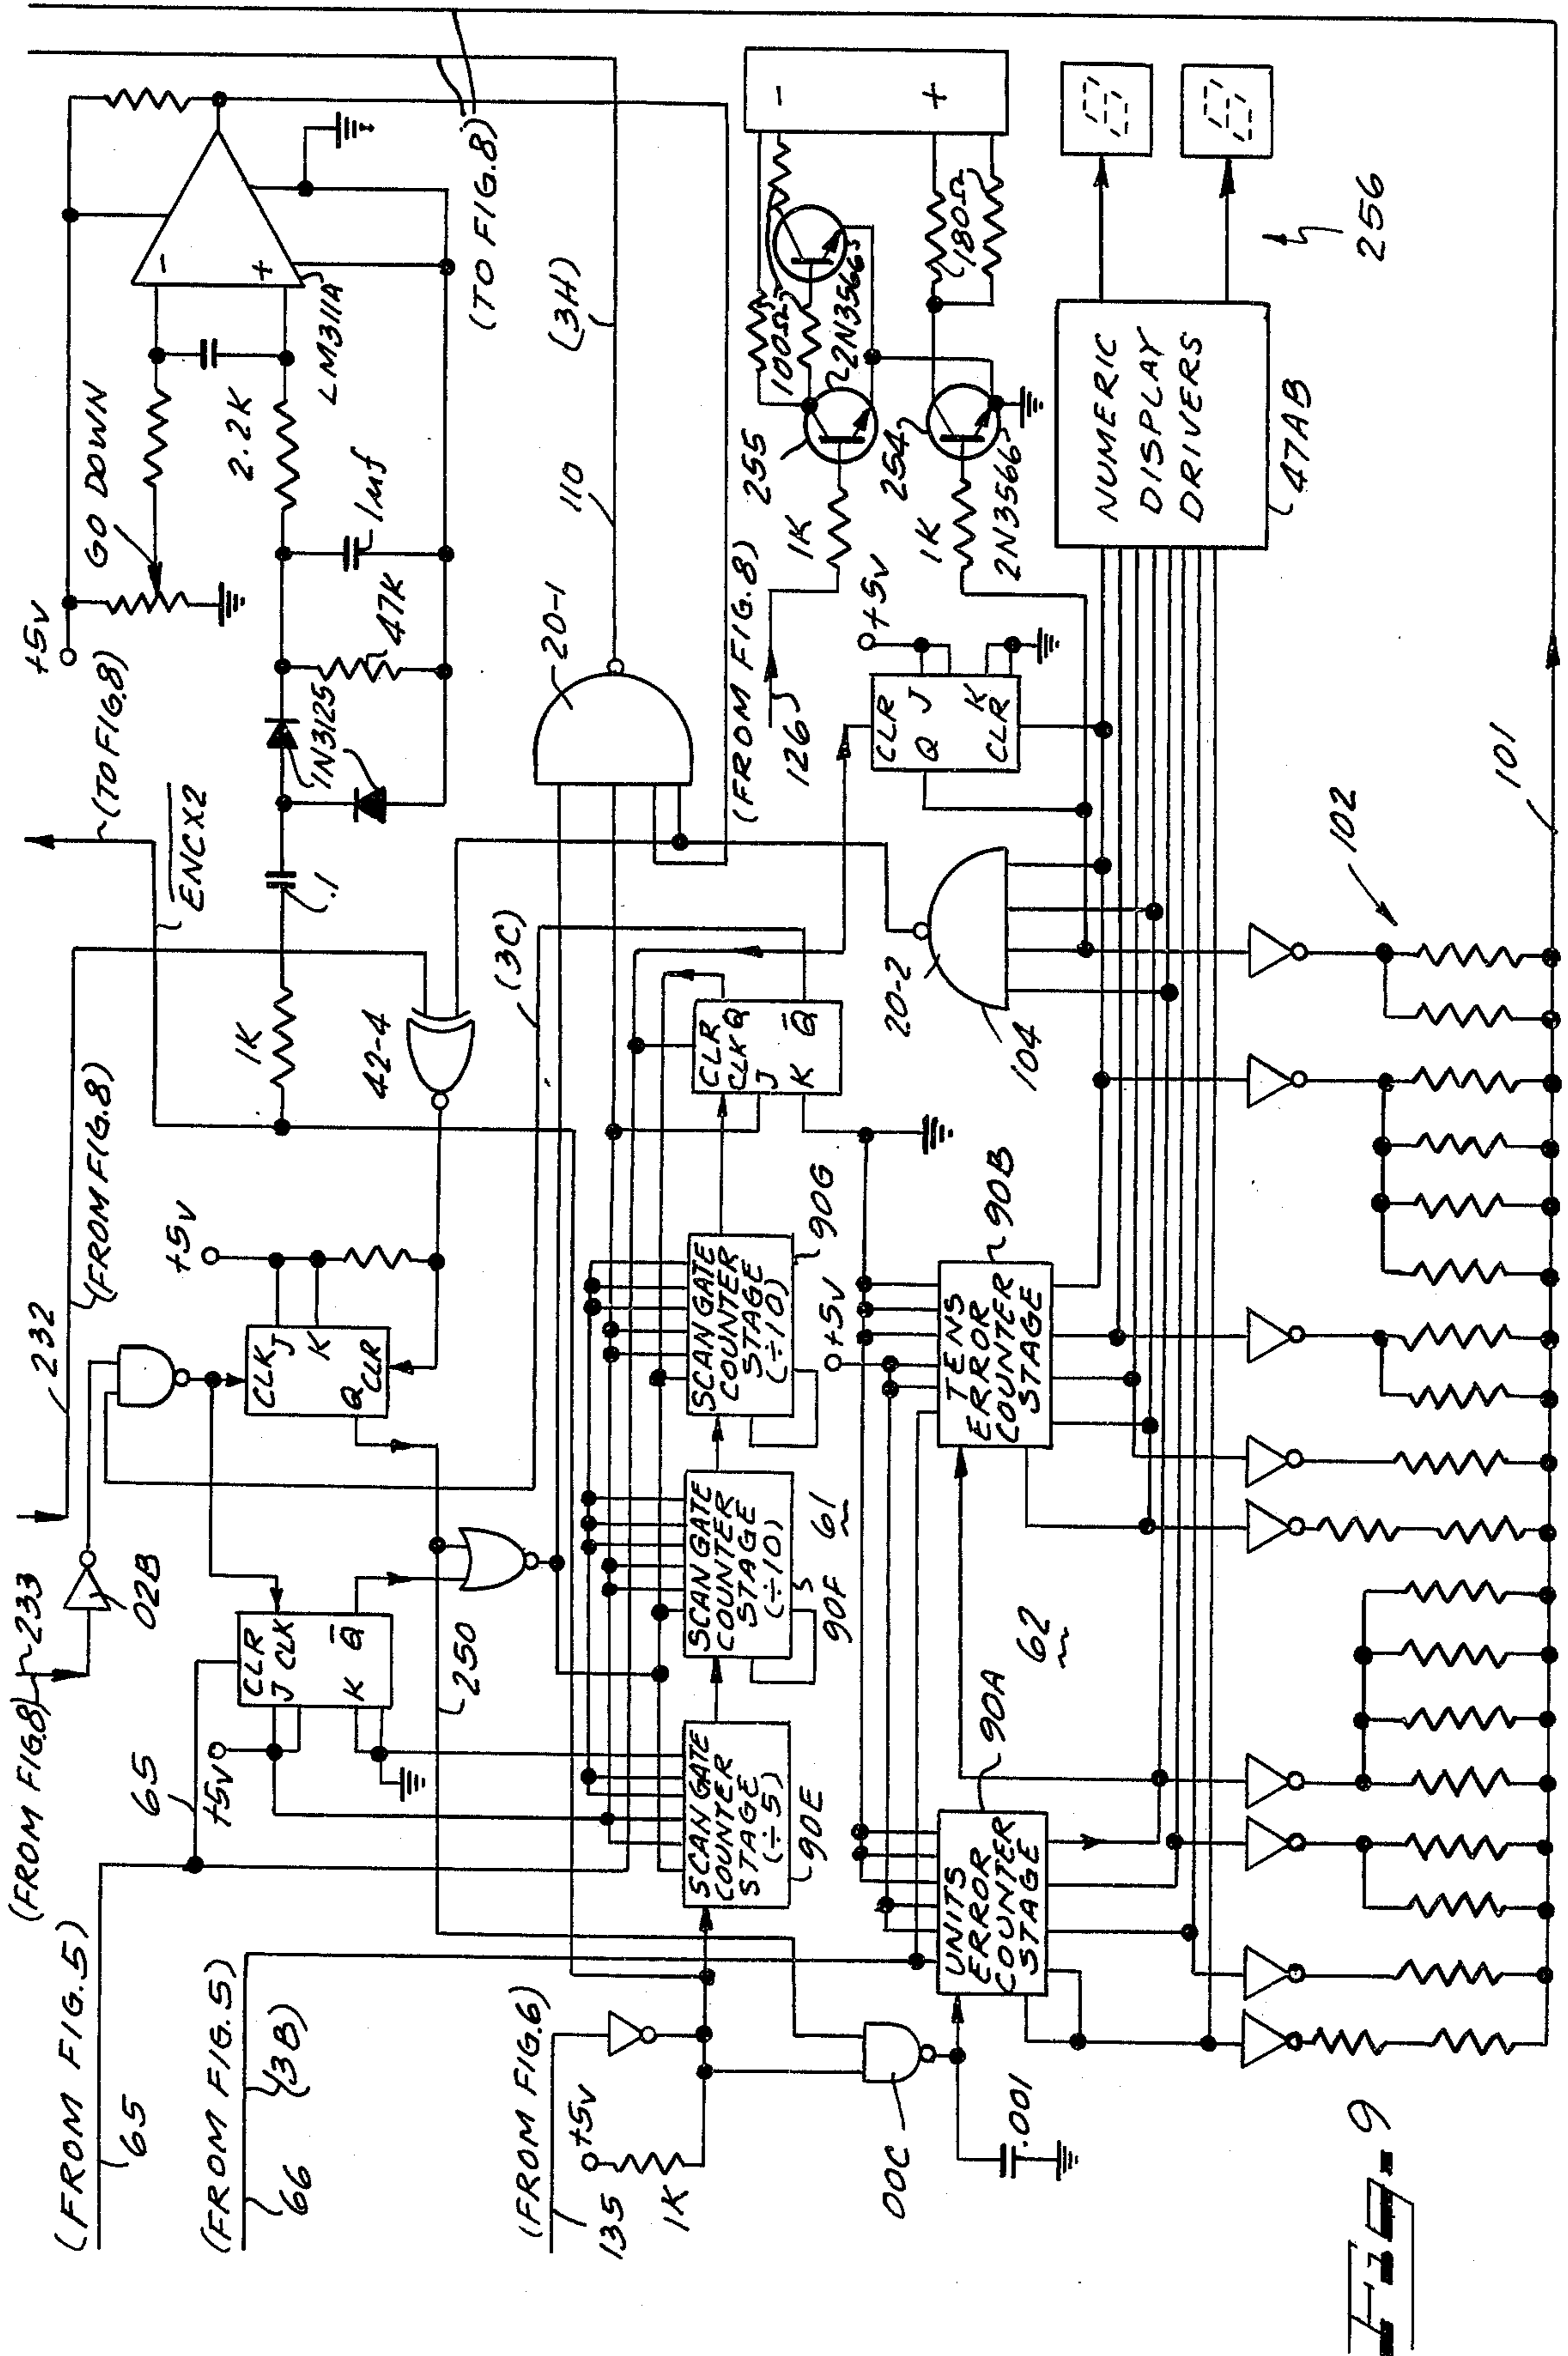 (FROM FIG.5)
65
(FROM FIG.5)
(3B)
66
(FROM FIG.8)
233
02B
232
(FROM FIG.8)
65
+5V
CLR
J CLK
K Q̅
250
CLK
J
K
Q CLR
+5V
42-4
1K
ENCX2
(TO FIG.8)
.1
1N3125
47K
1µf
2.2K
GO DOWN
+5V
-
+
LM311A
(TO FIG.8)
(3H)
110
20-1
(3C)
(FROM FIG.6)
135
+5V
1K
00C
.001
SCAN GATE
COUNTER
STAGE
(÷5)
90E
SCAN GATE
COUNTER
STAGE
(÷10)
90F
61
SCAN GATE
COUNTER
STAGE
(÷10)
90G
+5V
CLR
CLK Q
J
K Q̅
(FROM FIG.8)
126
1K
255
100Ω
2N3566
254
1K
2N3566
180Ω
-
+
+5V
CLR
Q J
K
CLR
20-2
104
UNITS
ERROR
COUNTER
STAGE
90A
62
TENS
ERROR
COUNTER
STAGE
90B
NUMERIC
DISPLAY
DRIVERS
47AB
256
102
101
Fig. 9